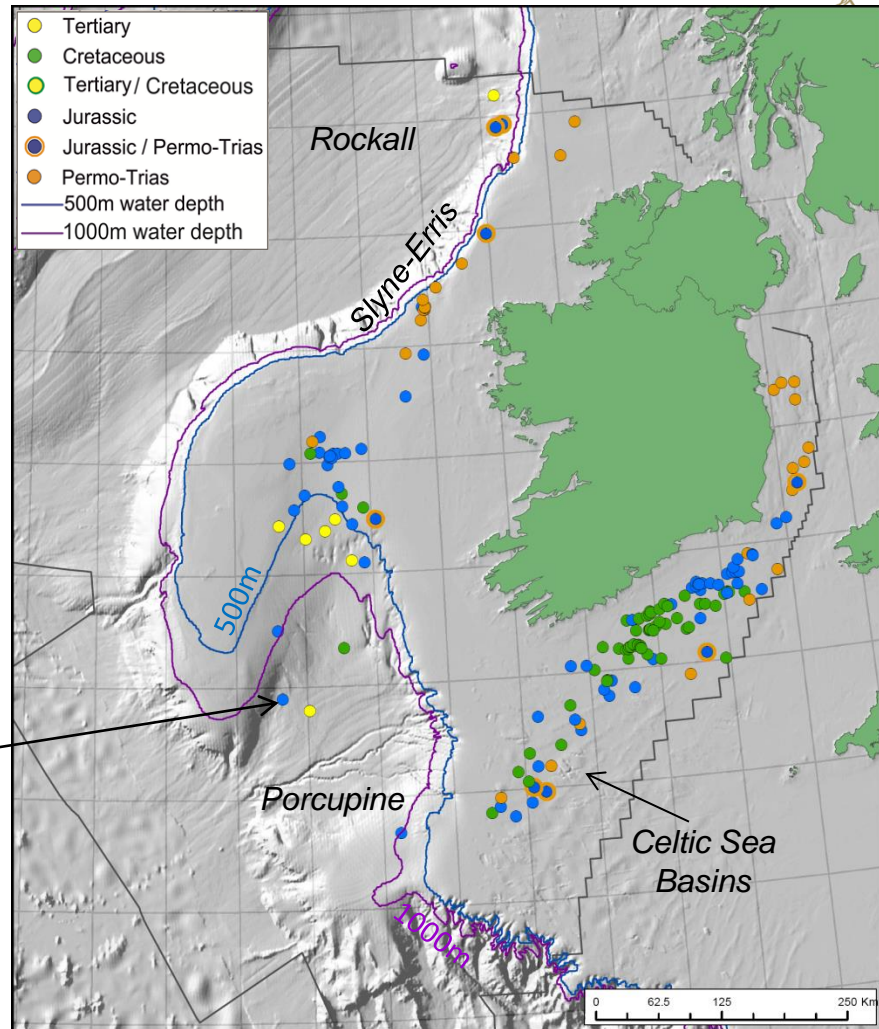 Tertiary
Cretaceous
Tertiary / Cretaceous
Jurassic
Jurassic / Permo-Trias
Permo-Trias
500m water depth
1000m water depth
Rockall
Slyne-Erris
500m
Porcupine
Celtic Sea
Basins
1000m
0 62.5 125 250 Km